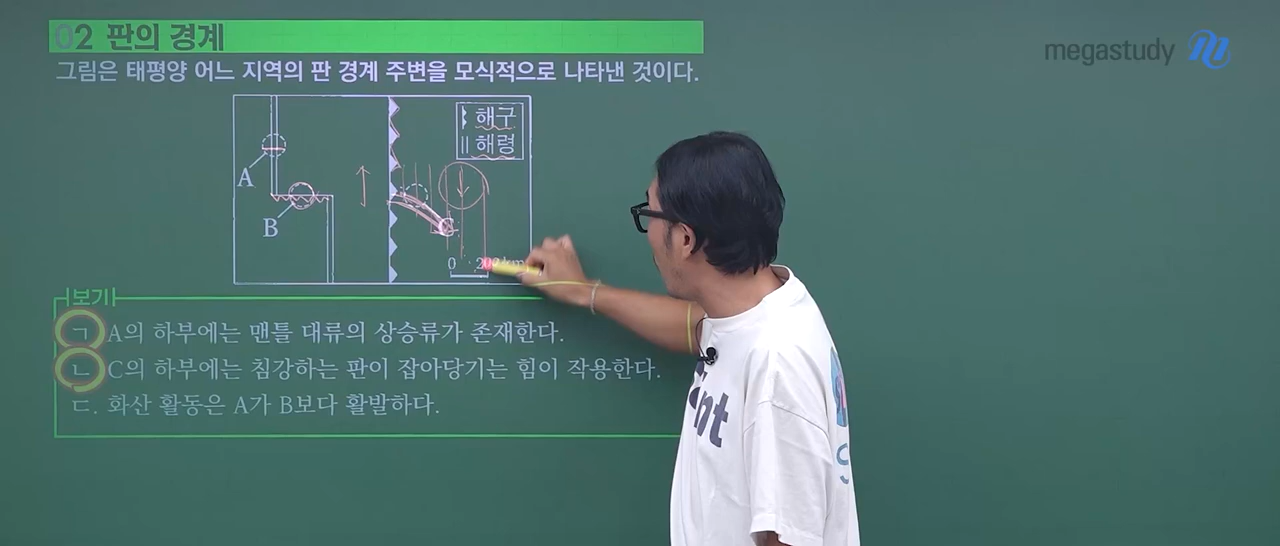 02 판의 경계
megastudy
그림은 태평양 어느 지역의 판 경계 주변을 모식적으로 나타낸 것이다.
해구
해령
A
B
0 200 km
보기
ㄱ A의 하부에는 맨틀 대류의 상승류가 존재한다.
ㄴ C의 하부에는 침강하는 판이 잡아당기는 힘이 작용한다.
ㄷ. 화산 활동은 A가 B보다 활발하다.
nt